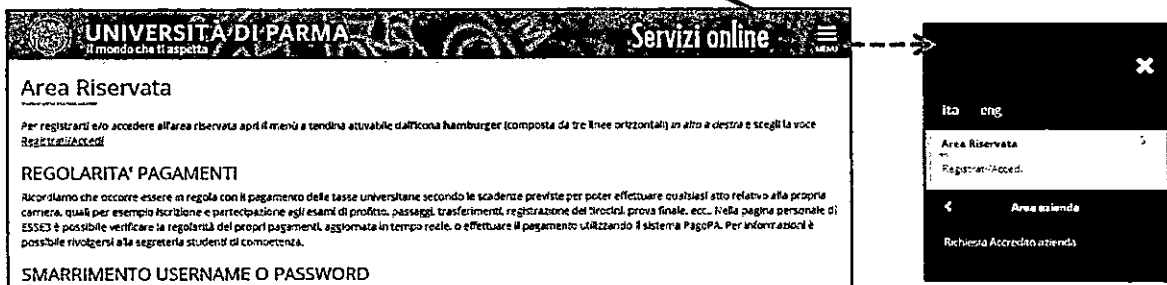 UNIVERSITÀ DI PARMA
Il mondo che ti aspetta
Servizi online
MENU
Area Riservata
Per registrarti e/o accedere all'area riservata apri il menù a tendina attivabile dall'icona hamburger (composta da tre linee orizzontali) in alto a destra e scegli la voce
Registrati/Accedi
REGOLARITA' PAGAMENTI
Ricordiamo che occorre essere in regola con il pagamento delle tasse universitarie secondo le scadenze previste per poter effettuare qualsiasi atto relativo alla propria
carriera, quali per esempio iscrizione e partecipazione agli esami di profitto, passaggi, trasferimenti, registrazione dei tirocini, prova finale, ecc.. Nella pagina personale di
ESSE3 è possibile verificare la regolarità dei propri pagamenti, aggiornata in tempo reale, o effettuare il pagamento utilizzando il sistema PagoPA. Per informazioni è
possibile rivolgersi alla segreteria studenti di competenza.
SMARRIMENTO USERNAME O PASSWORD
ita eng
Area Riservata
Registrati/Accedi
Area azienda
Richiesta Accredito azienda